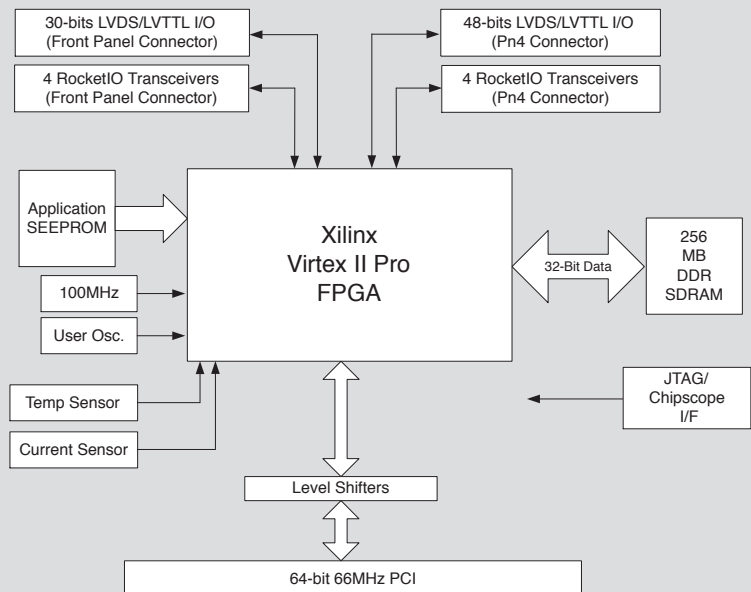 30-bits LVDS/LVTTL I/O
(Front Panel Connector)
48-bits LVDS/LVTTL I/O
(Pn4 Connector)
4 RocketIO Transceivers
(Front Panel Connector)
4 RocketIO Transceivers
(Pn4 Connector)
Application
SEEPROM
Xilinx
Virtex II Pro
FPGA
32-Bit Data
256
MB
DDR
SDRAM
100MHz
User Osc.
Temp Sensor
Current Sensor
JTAG/
Chipscope
I/F
Level Shifters
64-bit 66MHz PCI